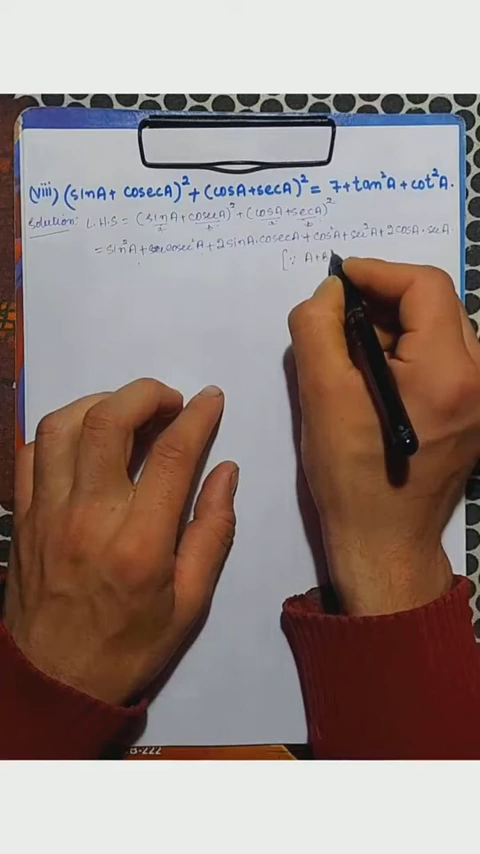 (viii) (sinA + cosecA)² + (cosA + secA)² = 7 + tan²A + cot²A.
Solution: L.H.S = (sinA + cosecA)² + (cosA + secA)²
a b a b
= sin²A + cosec²A + 2sinA.cosecA + cos²A + sec²A + 2cosA.secA
[∵ A+B